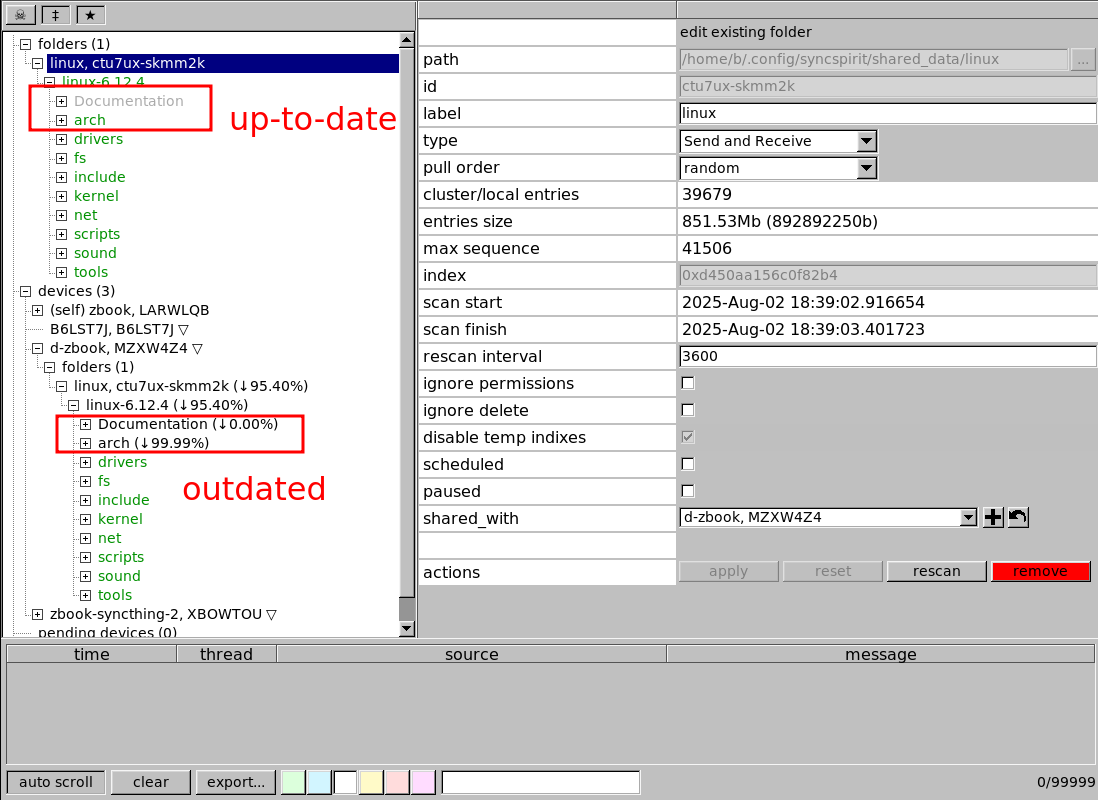 ☠ ‡ ★
folders (1)
linux, ctu7ux-skmm2k
linux-6.12.4
Documentation
arch
drivers
fs
include
kernel
net
scripts
sound
tools
up-to-date
devices (3)
(self) zbook, LARWLQB
B6LST7J, B6LST7J ▽
d-zbook, MZXW4Z4 ▽
folders (1)
linux, ctu7ux-skmm2k (↓95.40%)
linux-6.12.4 (↓95.40%)
Documentation (↓0.00%)
arch (↓99.99%)
drivers
fs
include
kernel
net
scripts
sound
tools
outdated
zbook-syncthing-2, XBOWTOU ▽
pending devices (0)
edit existing folder
path /home/b/.config/syncspirit/shared_data/linux ...
id ctu7ux-skmm2k
label linux
type Send and Receive
pull order random
cluster/local entries 39679
entries size 851.53Mb (892892250b)
max sequence 41506
index 0xd450aa156c0f82b4
scan start 2025-Aug-02 18:39:02.916654
scan finish 2025-Aug-02 18:39:03.401723
rescan interval 3600
ignore permissions
ignore delete
disable temp indixes
scheduled
paused
shared_with d-zbook, MZXW4Z4
actions apply reset rescan remove
time thread source message
auto scroll clear export... 0/99999